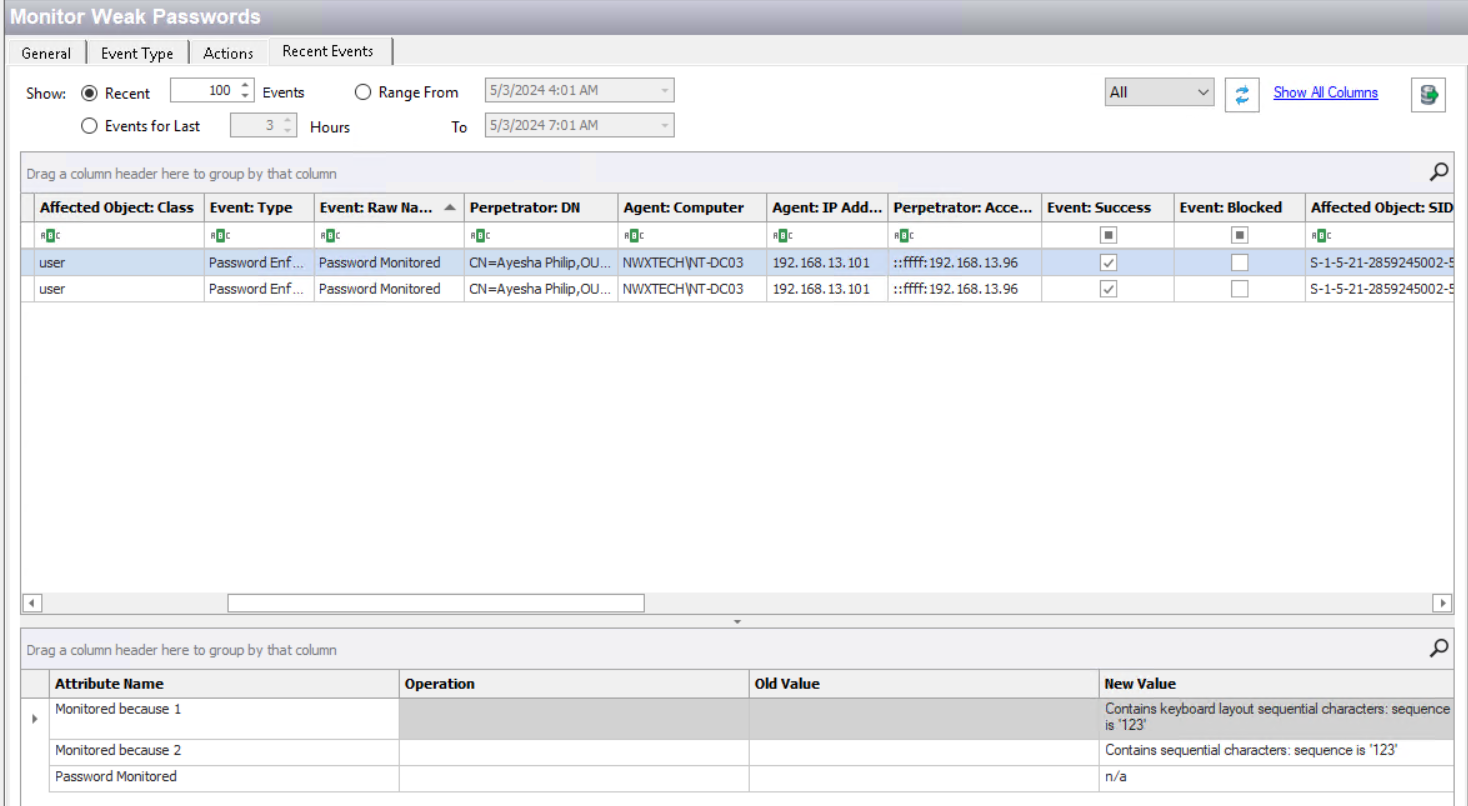 Monitor Weak Passwords
General Event Type Actions Recent Events
Show: Recent 100 Events Range From 5/3/2024 4:01 AM All Show All Columns
Events for Last 3 Hours To 5/3/2024 7:01 AM
Drag a column header here to group by that column
Affected Object: Class Event: Type Event: Raw Na... Perpetrator: DN Agent: Computer Agent: IP Add... Perpetrator: Acce... Event: Success Event: Blocked Affected Object: SID
ABC ABC ABC ABC ABC ABC ABC ABC
user Password Enf... Password Monitored CN=Ayesha Philip,OU... NWXTECH\NT-DC03 192.168.13.101 ::ffff:192.168.13.96 S-1-5-21-2859245002-5
user Password Enf... Password Monitored CN=Ayesha Philip,OU... NWXTECH\NT-DC03 192.168.13.101 ::ffff:192.168.13.96 S-1-5-21-2859245002-5
Drag a column header here to group by that column
Attribute Name Operation Old Value New Value
Monitored because 1 Contains keyboard layout sequential characters: sequence
is '123'
Monitored because 2 Contains sequential characters: sequence is '123'
Password Monitored n/a